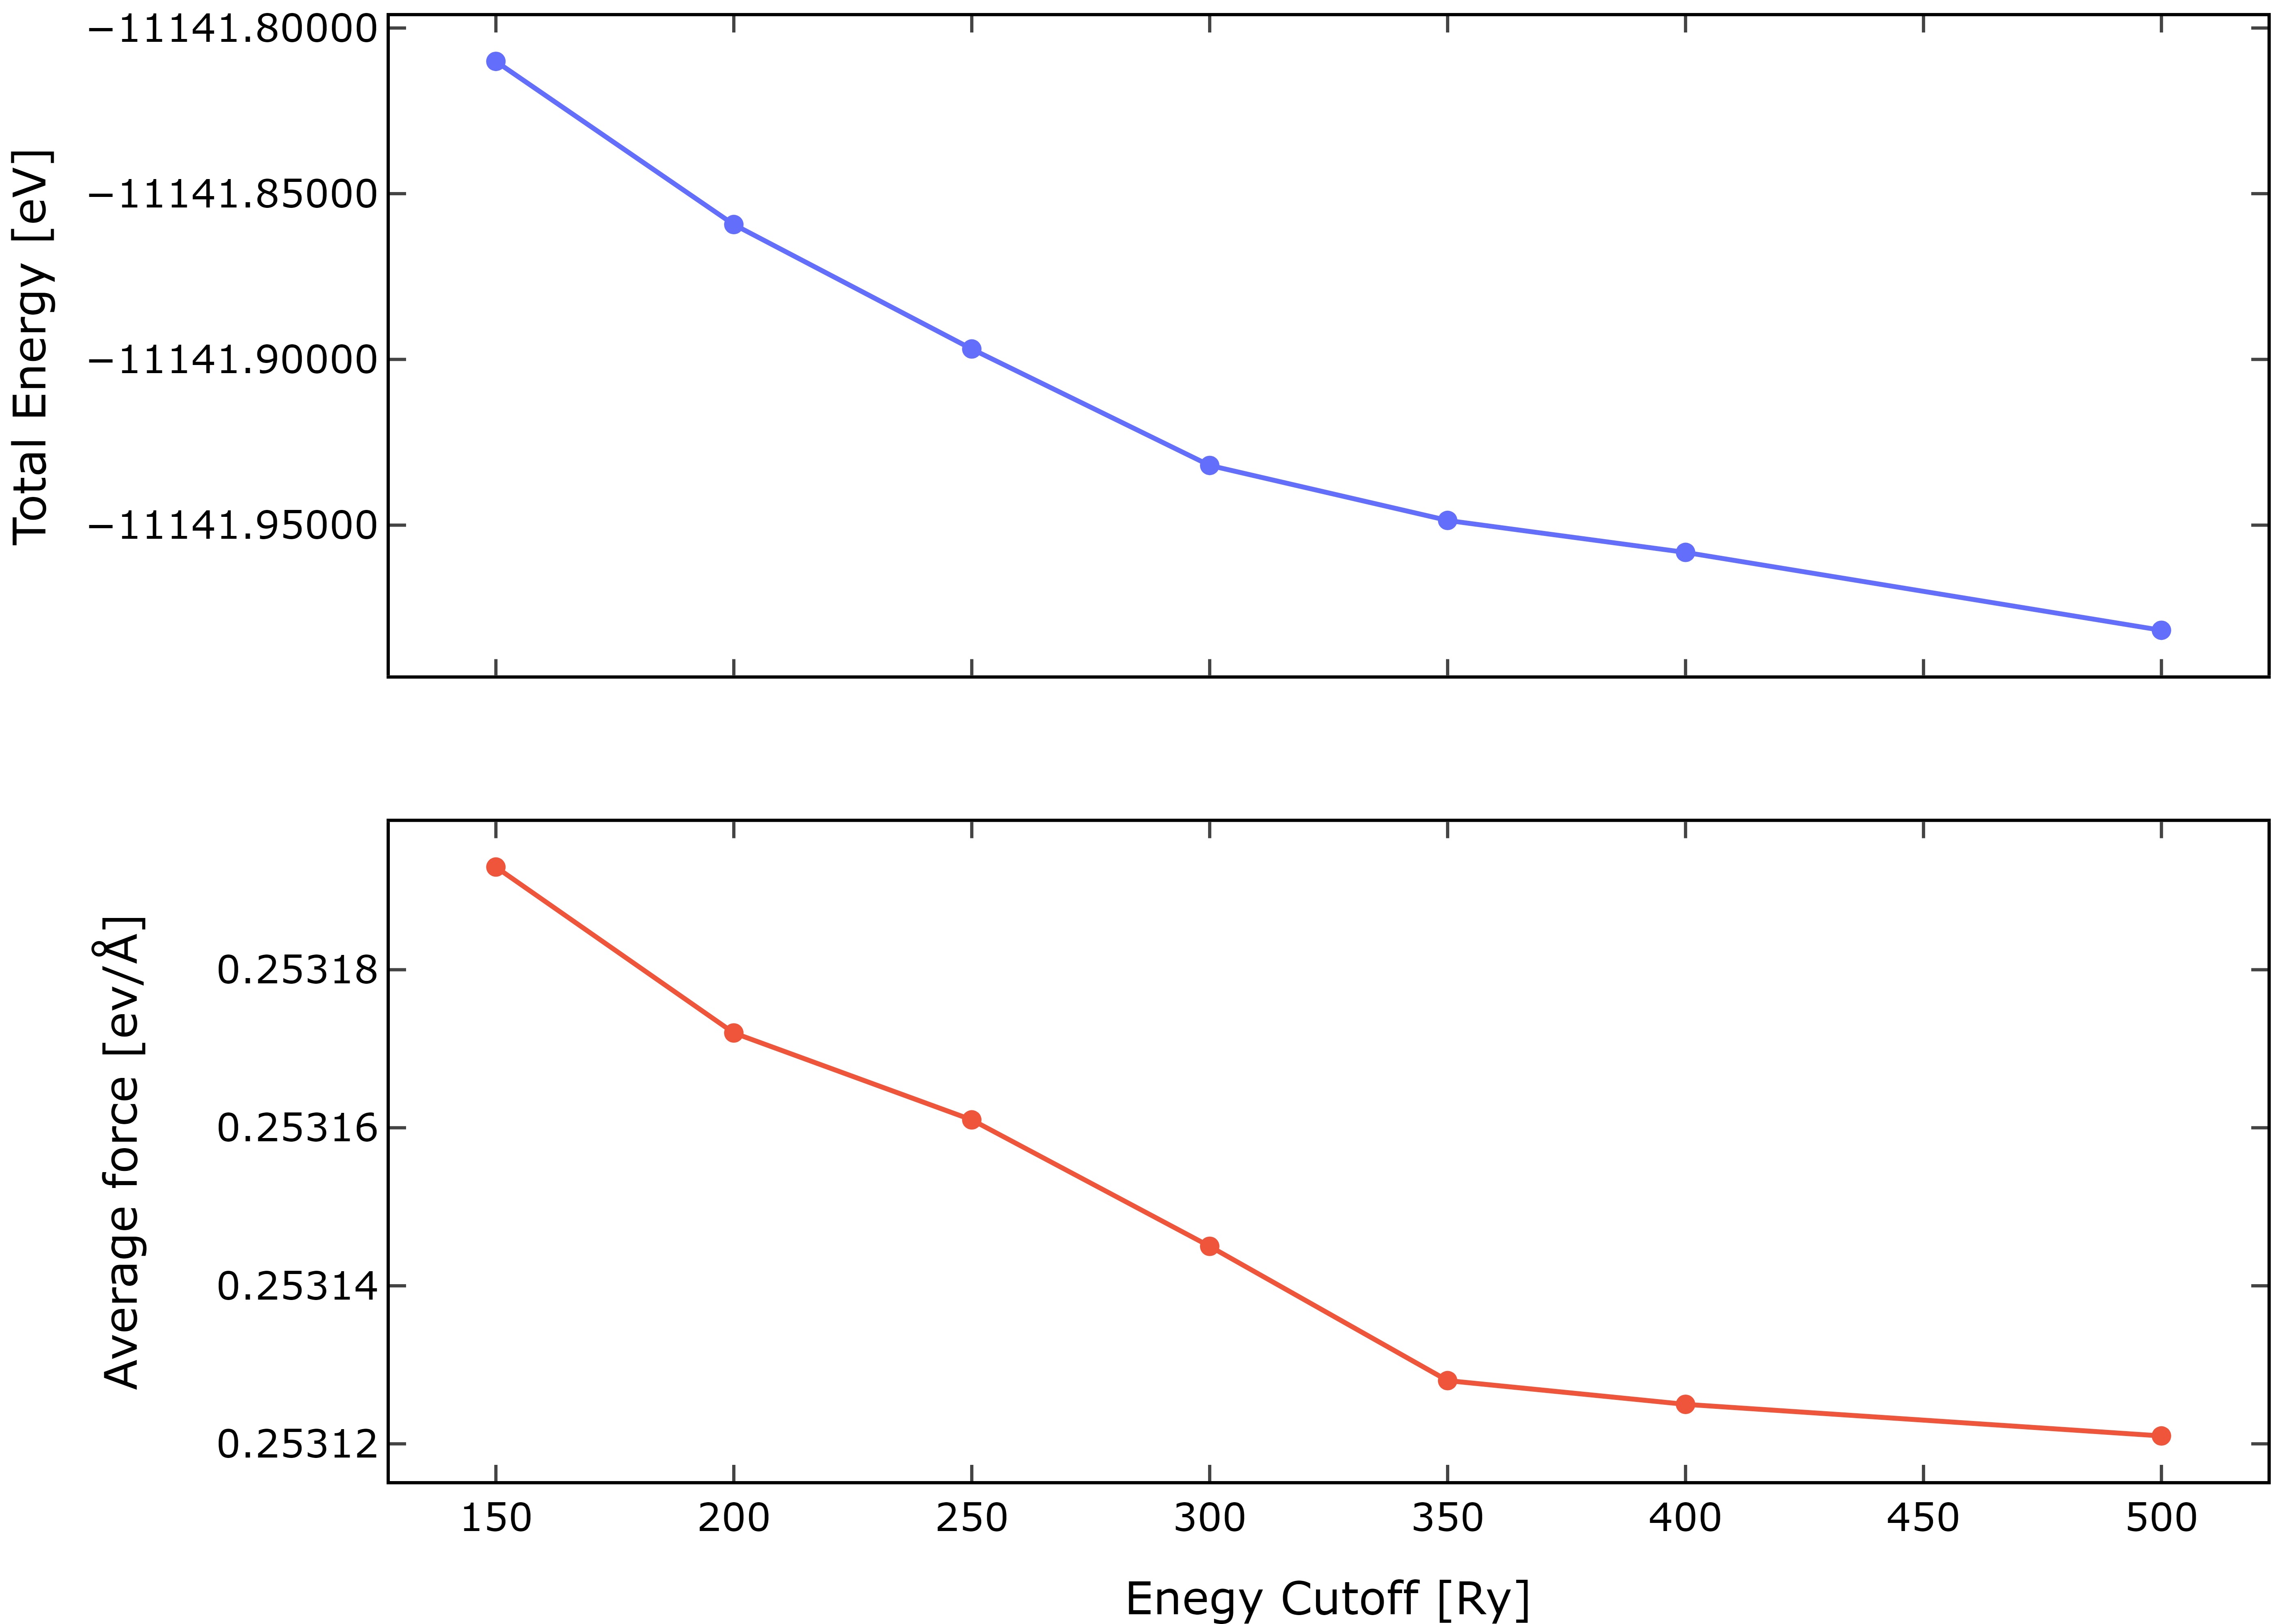 Total Energy [eV]
−11141.80000
−11141.85000
−11141.90000
−11141.95000
Average force [ev/Å]
0.25318
0.25316
0.25314
0.25312
150 200 250 300 350 400 450 500
Enegy Cutoff [Ry]